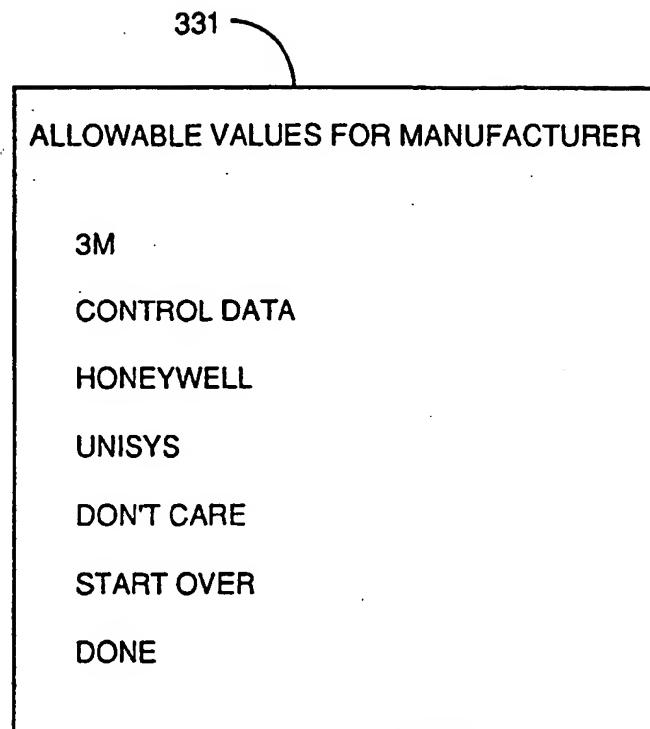 331
ALLOWABLE VALUES FOR MANUFACTURER
3M
CONTROL DATA
HONEYWELL
UNISYS
DON'T CARE
START OVER
DONE